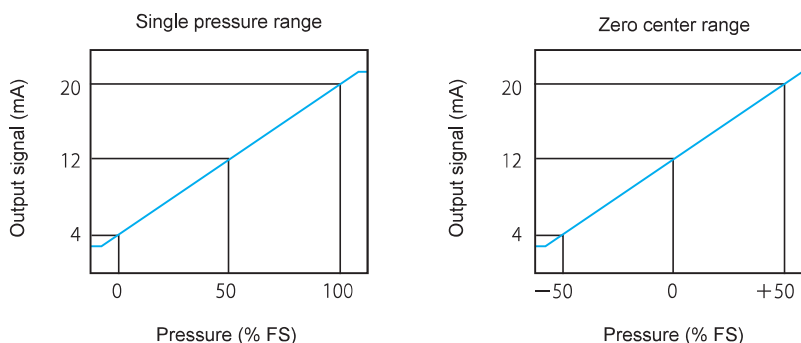 Single pressure range
Output signal (mA)
20
12
4
0 50 100
Pressure (% FS)
Zero center range
Output signal (mA)
20
12
4
−50 0 +50
Pressure (% FS)